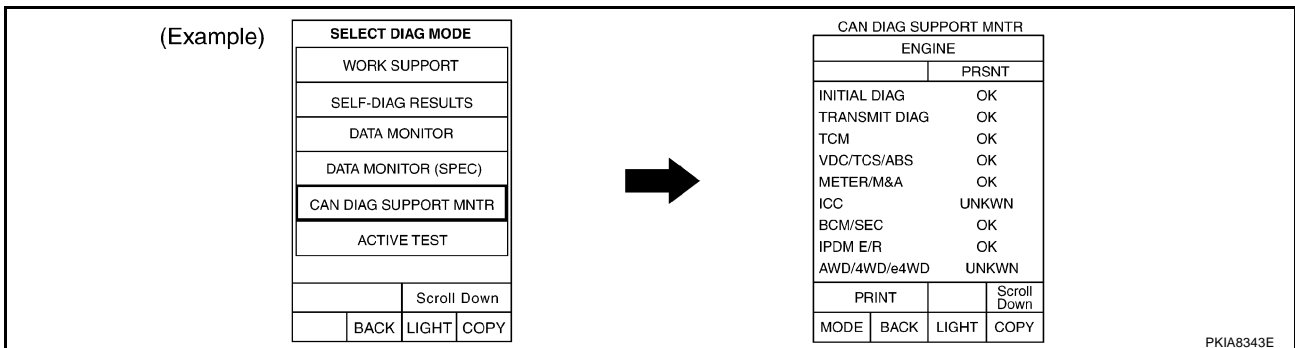 (Example)
SELECT DIAG MODE
WORK SUPPORT
SELF-DIAG RESULTS
DATA MONITOR
DATA MONITOR (SPEC)
CAN DIAG SUPPORT MNTR
ACTIVE TEST
Scroll Down
BACK LIGHT COPY
CAN DIAG SUPPORT MNTR
ENGINE
PRSNT
INITIAL DIAG OK
TRANSMIT DIAG OK
TCM OK
VDC/TCS/ABS OK
METER/M&A OK
ICC UNKWN
BCM/SEC OK
IPDM E/R OK
AWD/4WD/e4WD UNKWN
PRINT Scroll
Down
MODE BACK LIGHT COPY
PKIA8343E